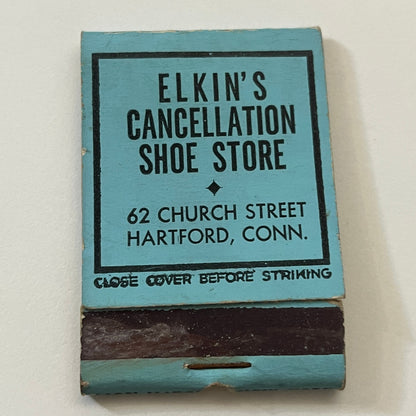 ELKIN'S
CANCELLATION
SHOE STORE
62 CHURCH STREET
HARTFORD, CONN.
CLOSE COVER BEFORE STRIKING